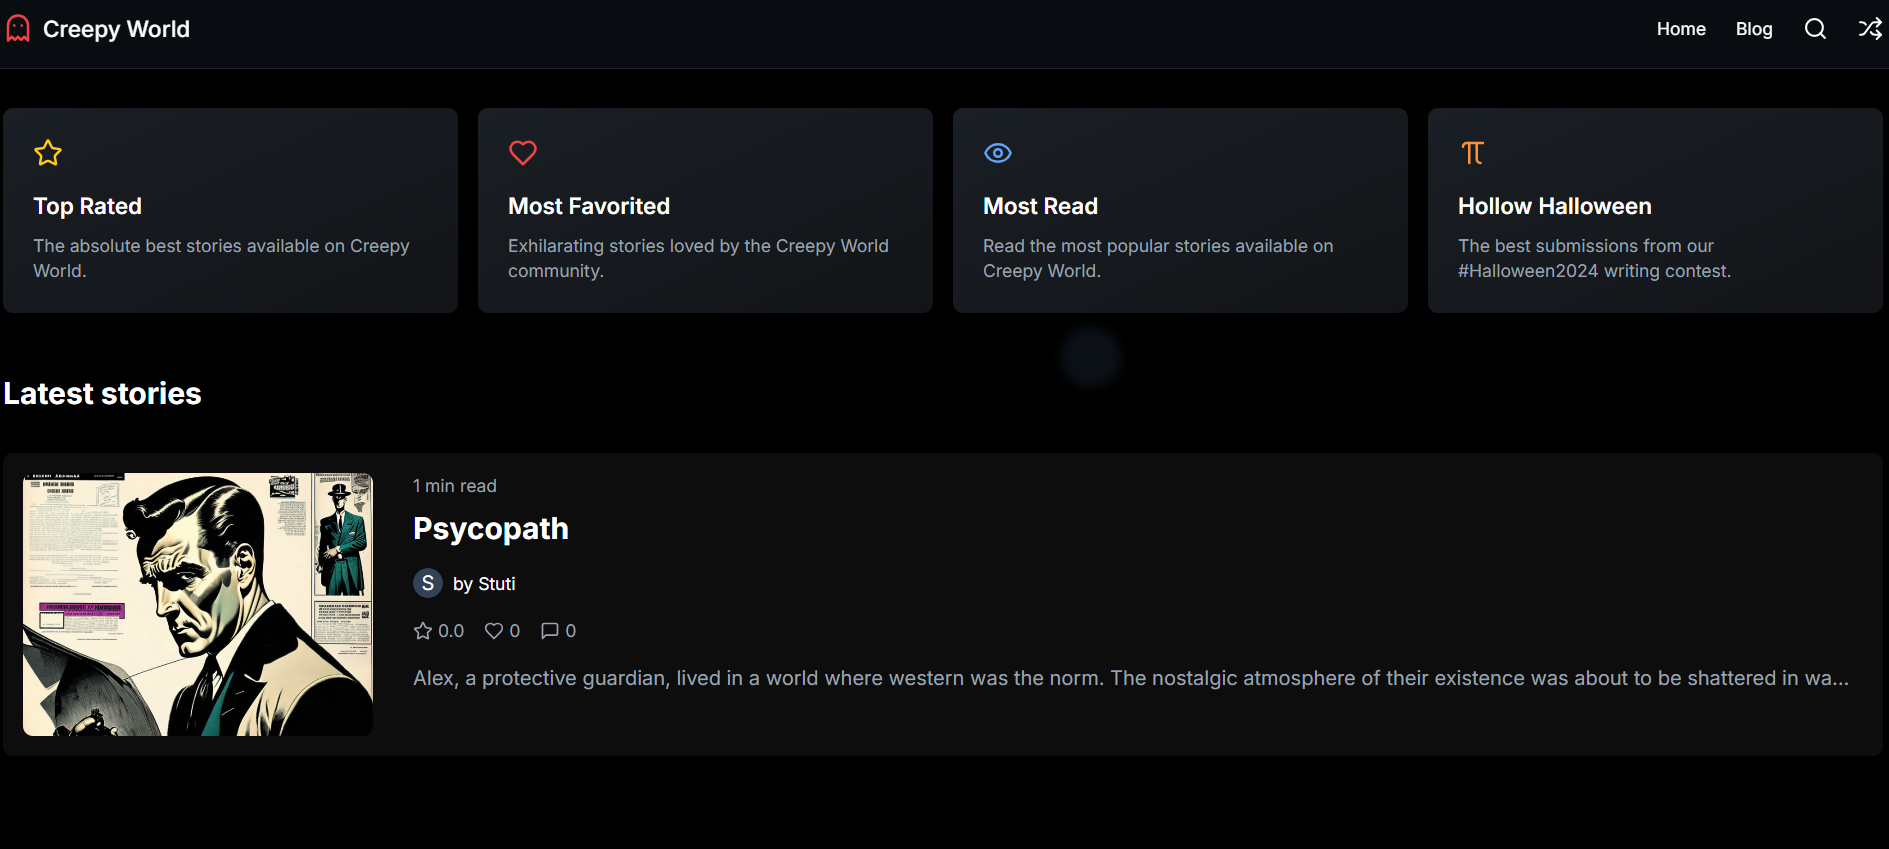 Creepy World
Home
Blog
Top Rated
The absolute best stories available on Creepy
World.
Most Favorited
Exhilarating stories loved by the Creepy World
community.
Most Read
Read the most popular stories available on
Creepy World.
Hollow Halloween
The best submissions from our
#Halloween2024 writing contest.
Latest stories
1 min read
Psycopath
S
by Stuti
0.0
0
0
Alex, a protective guardian, lived in a world where western was the norm. The nostalgic atmosphere of their existence was about to be shattered in wa...